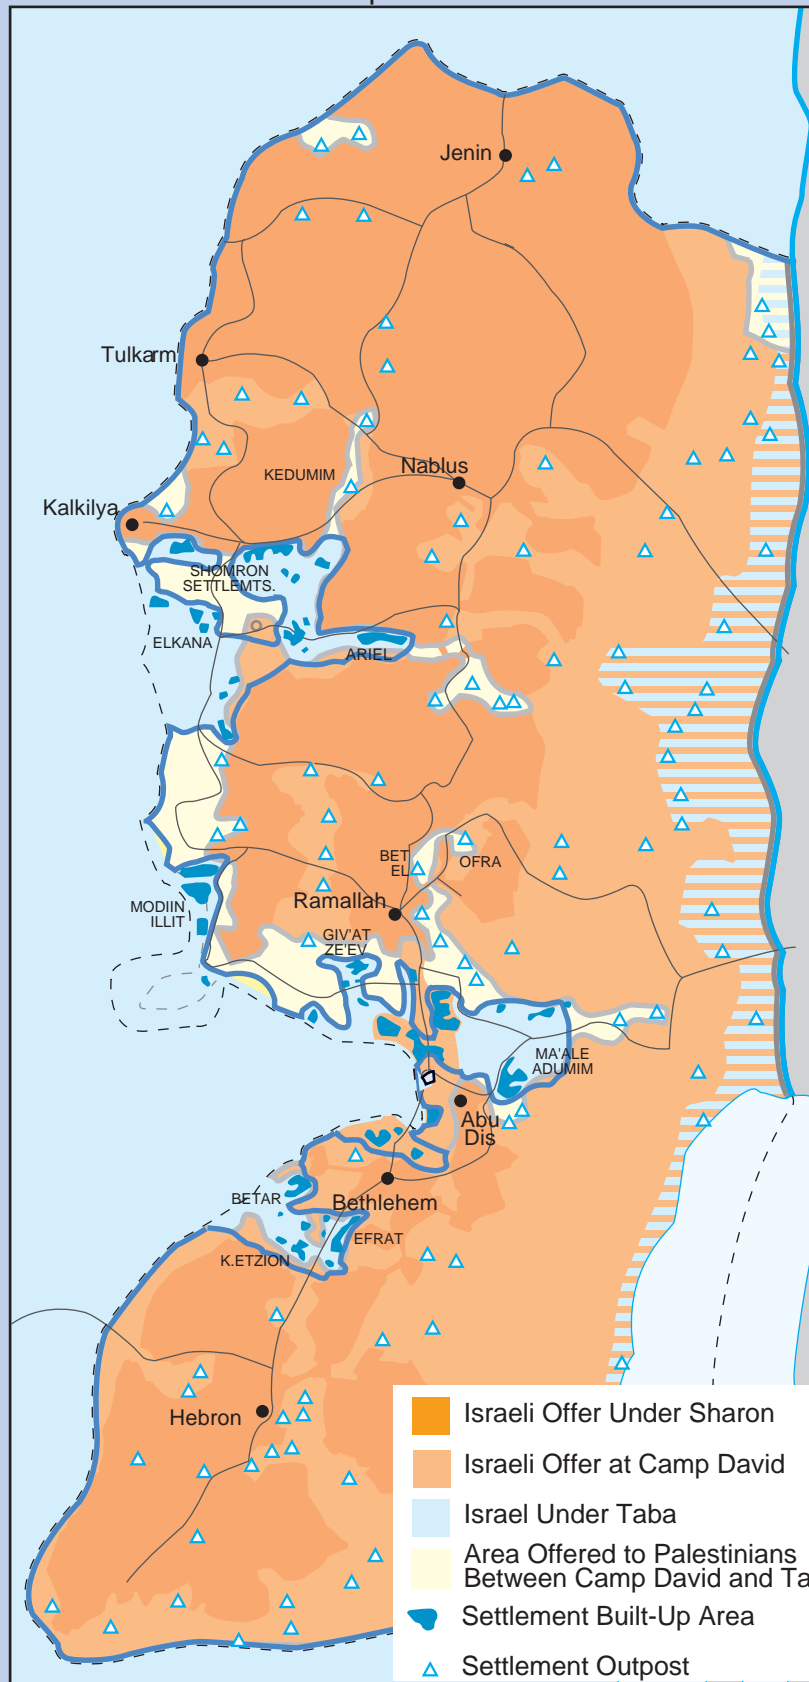 Jenin
Tulkarm
KEDUMIM
Nablus
Kalkilya
SHOMRON
SETTLEMTS.
ELKANA
ARIEL
BET
EL
OFRA
MODIIN
ILLIT
Ramallah
GIV'AT
ZE'EV
MA'ALE
ADUMIM
Abu
Dis
BETAR
Bethlehem
EFRAT
K.ETZION
Hebron
Israeli Offer Under Sharon
Israeli Offer at Camp David
Israel Under Taba
Area Offered to Palestinians
Between Camp David and Ta
Settlement Built-Up Area
Settlement Outpost